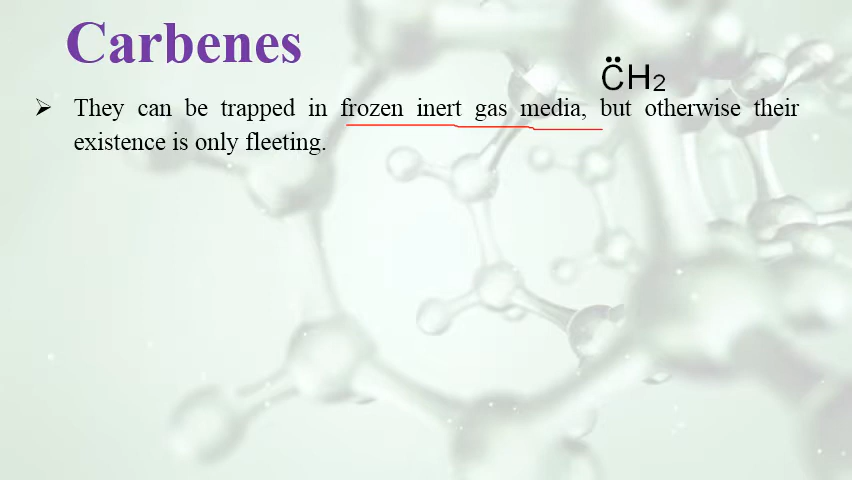 Carbenes
C̈H₂
➢ They can be trapped in frozen inert gas media, but otherwise their
existence is only fleeting.